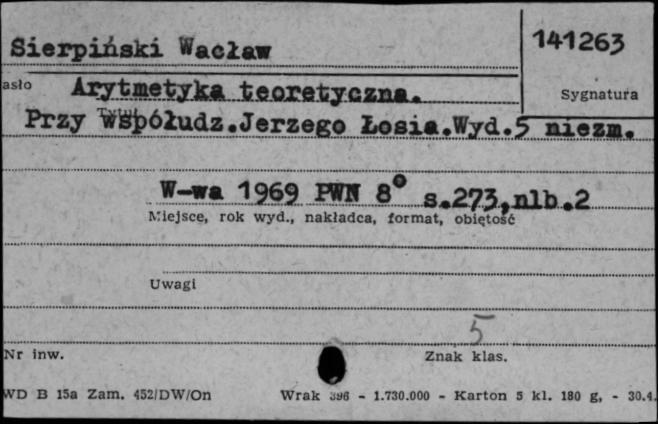 Sierpiński Wacław
141263
asło
Arytmetyka teoretyczna.
Sygnatura
Tytuł
Przy współudz.Jerzego Łosia.Wyd.5 niezm.
W-wa 1969 PWN 8° s.273,nlb.2
Miejsce, rok wyd., nakładca, format, objętość
Uwagi
5
Nr inw.
Znak klas.
WD B 15a Zam. 452/DW/On
Wrak 396 - 1.730.000 - Karton 5 kl. 180 g, - 30.4.